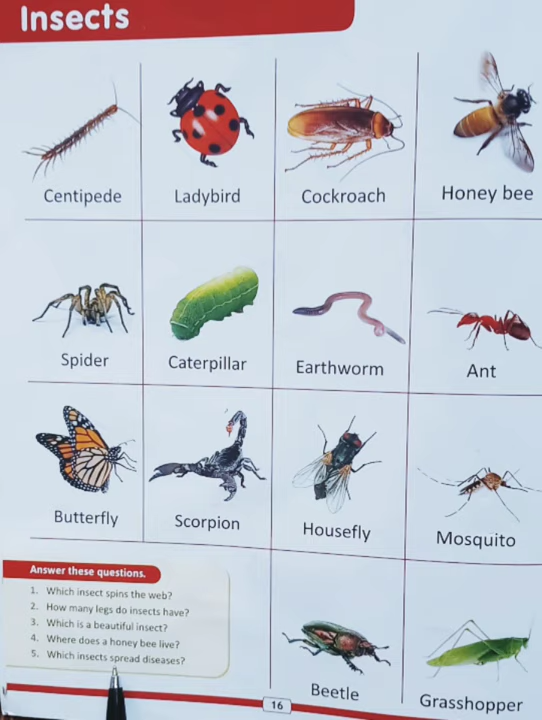 Insects
Centipede
Ladybird
Cockroach
Honey bee
Spider
Caterpillar
Earthworm
Ant
Butterfly
Scorpion
Housefly
Mosquito
Answer these questions.
1. Which insect spins the web?
2. How many legs do insects have?
3. Which is a beautiful insect?
4. Where does a honey bee live?
5. Which insects spread diseases?
Beetle
Grasshopper
16